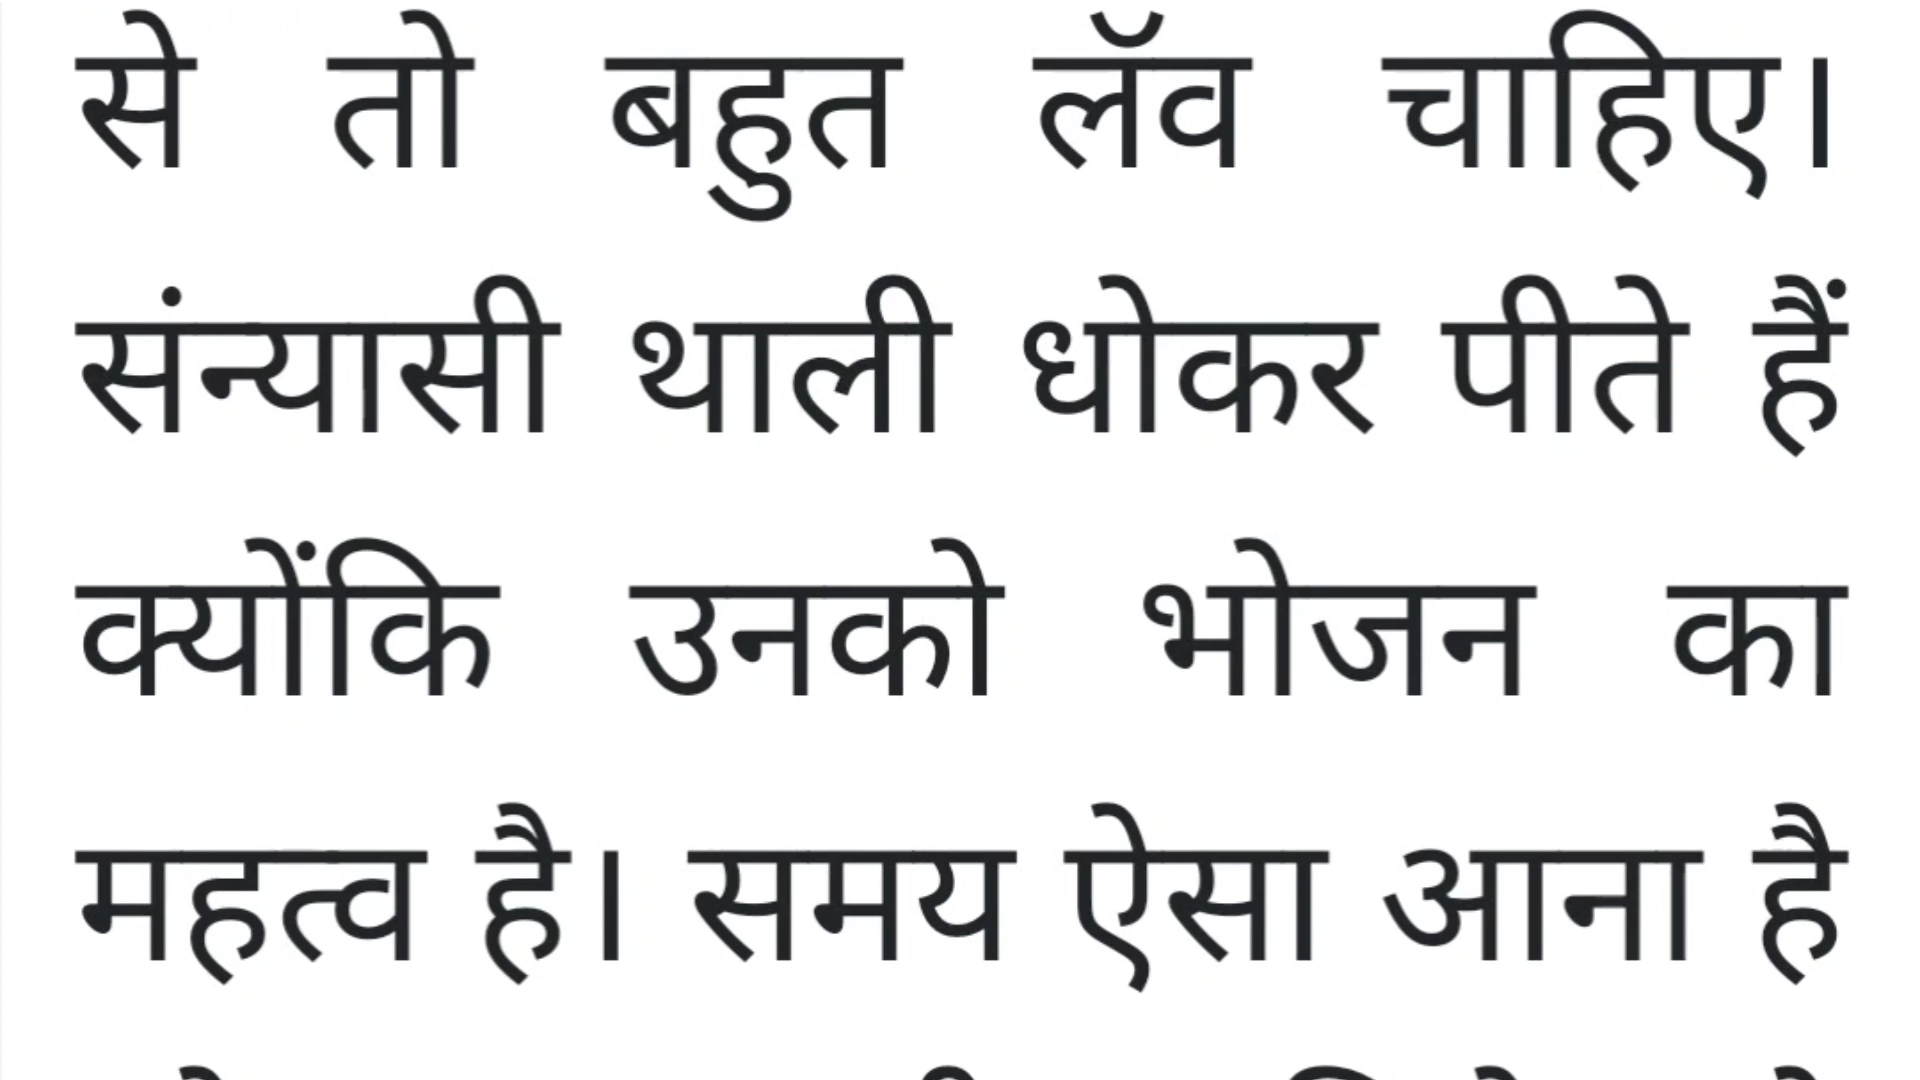 से तो बहुत लॅव चाहिए।
संन्यासी थाली धोकर पीते हैं
क्योंकि उनको भोजन का
महत्व है। समय ऐसा आना है